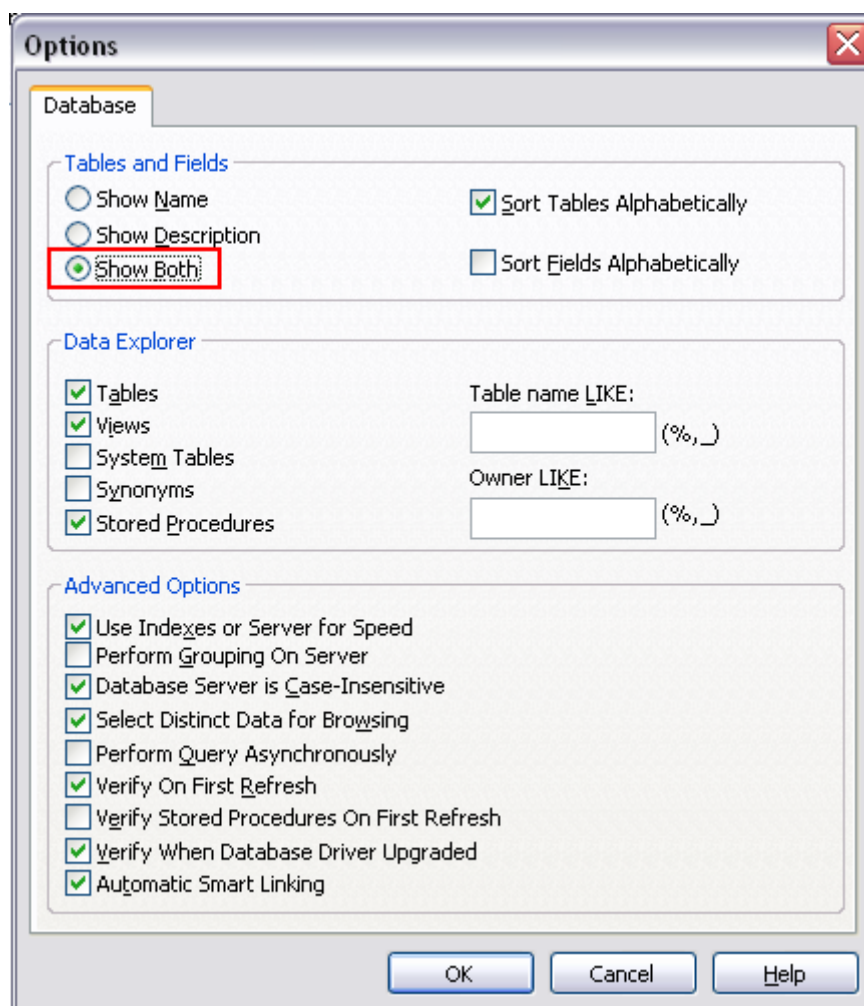 Options
Database
Tables and Fields
Show Name
Sort Tables Alphabetically
Show Description
Show Both
Sort Fields Alphabetically
Data Explorer
Tables
Table name LIKE:
Views
(%,_)
System Tables
Owner LIKE:
Synonyms
Stored Procedures
(%,_)
Advanced Options
Use Indexes or Server for Speed
Perform Grouping On Server
Database Server is Case-Insensitive
Select Distinct Data for Browsing
Perform Query Asynchronously
Verify On First Refresh
Verify Stored Procedures On First Refresh
Verify When Database Driver Upgraded
Automatic Smart Linking
OK
Cancel
Help